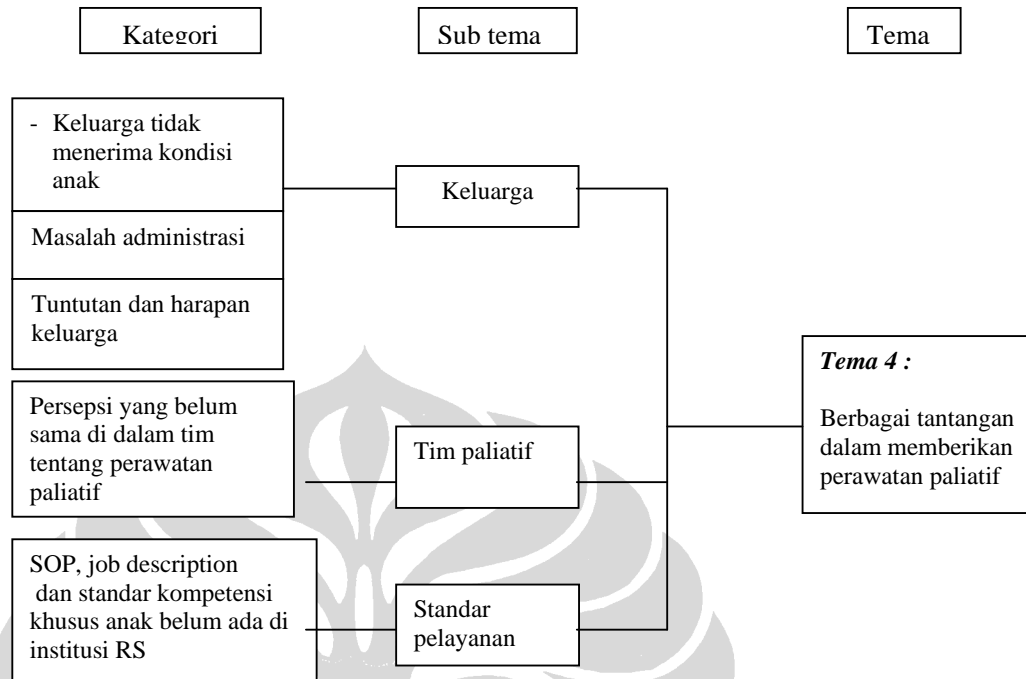 Kategori
Sub tema
Tema
- Keluarga tidak
menerima kondisi
anak
Masalah administrasi
Tuntutan dan harapan
keluarga
Keluarga
Persepsi yang belum
sama di dalam tim
tentang perawatan
paliatif
Tim paliatif
SOP, job description
dan standar kompetensi
khusus anak belum ada di
institusi RS
Standar
pelayanan
Tema 4 :
Berbagai tantangan
dalam memberikan
perawatan paliatif